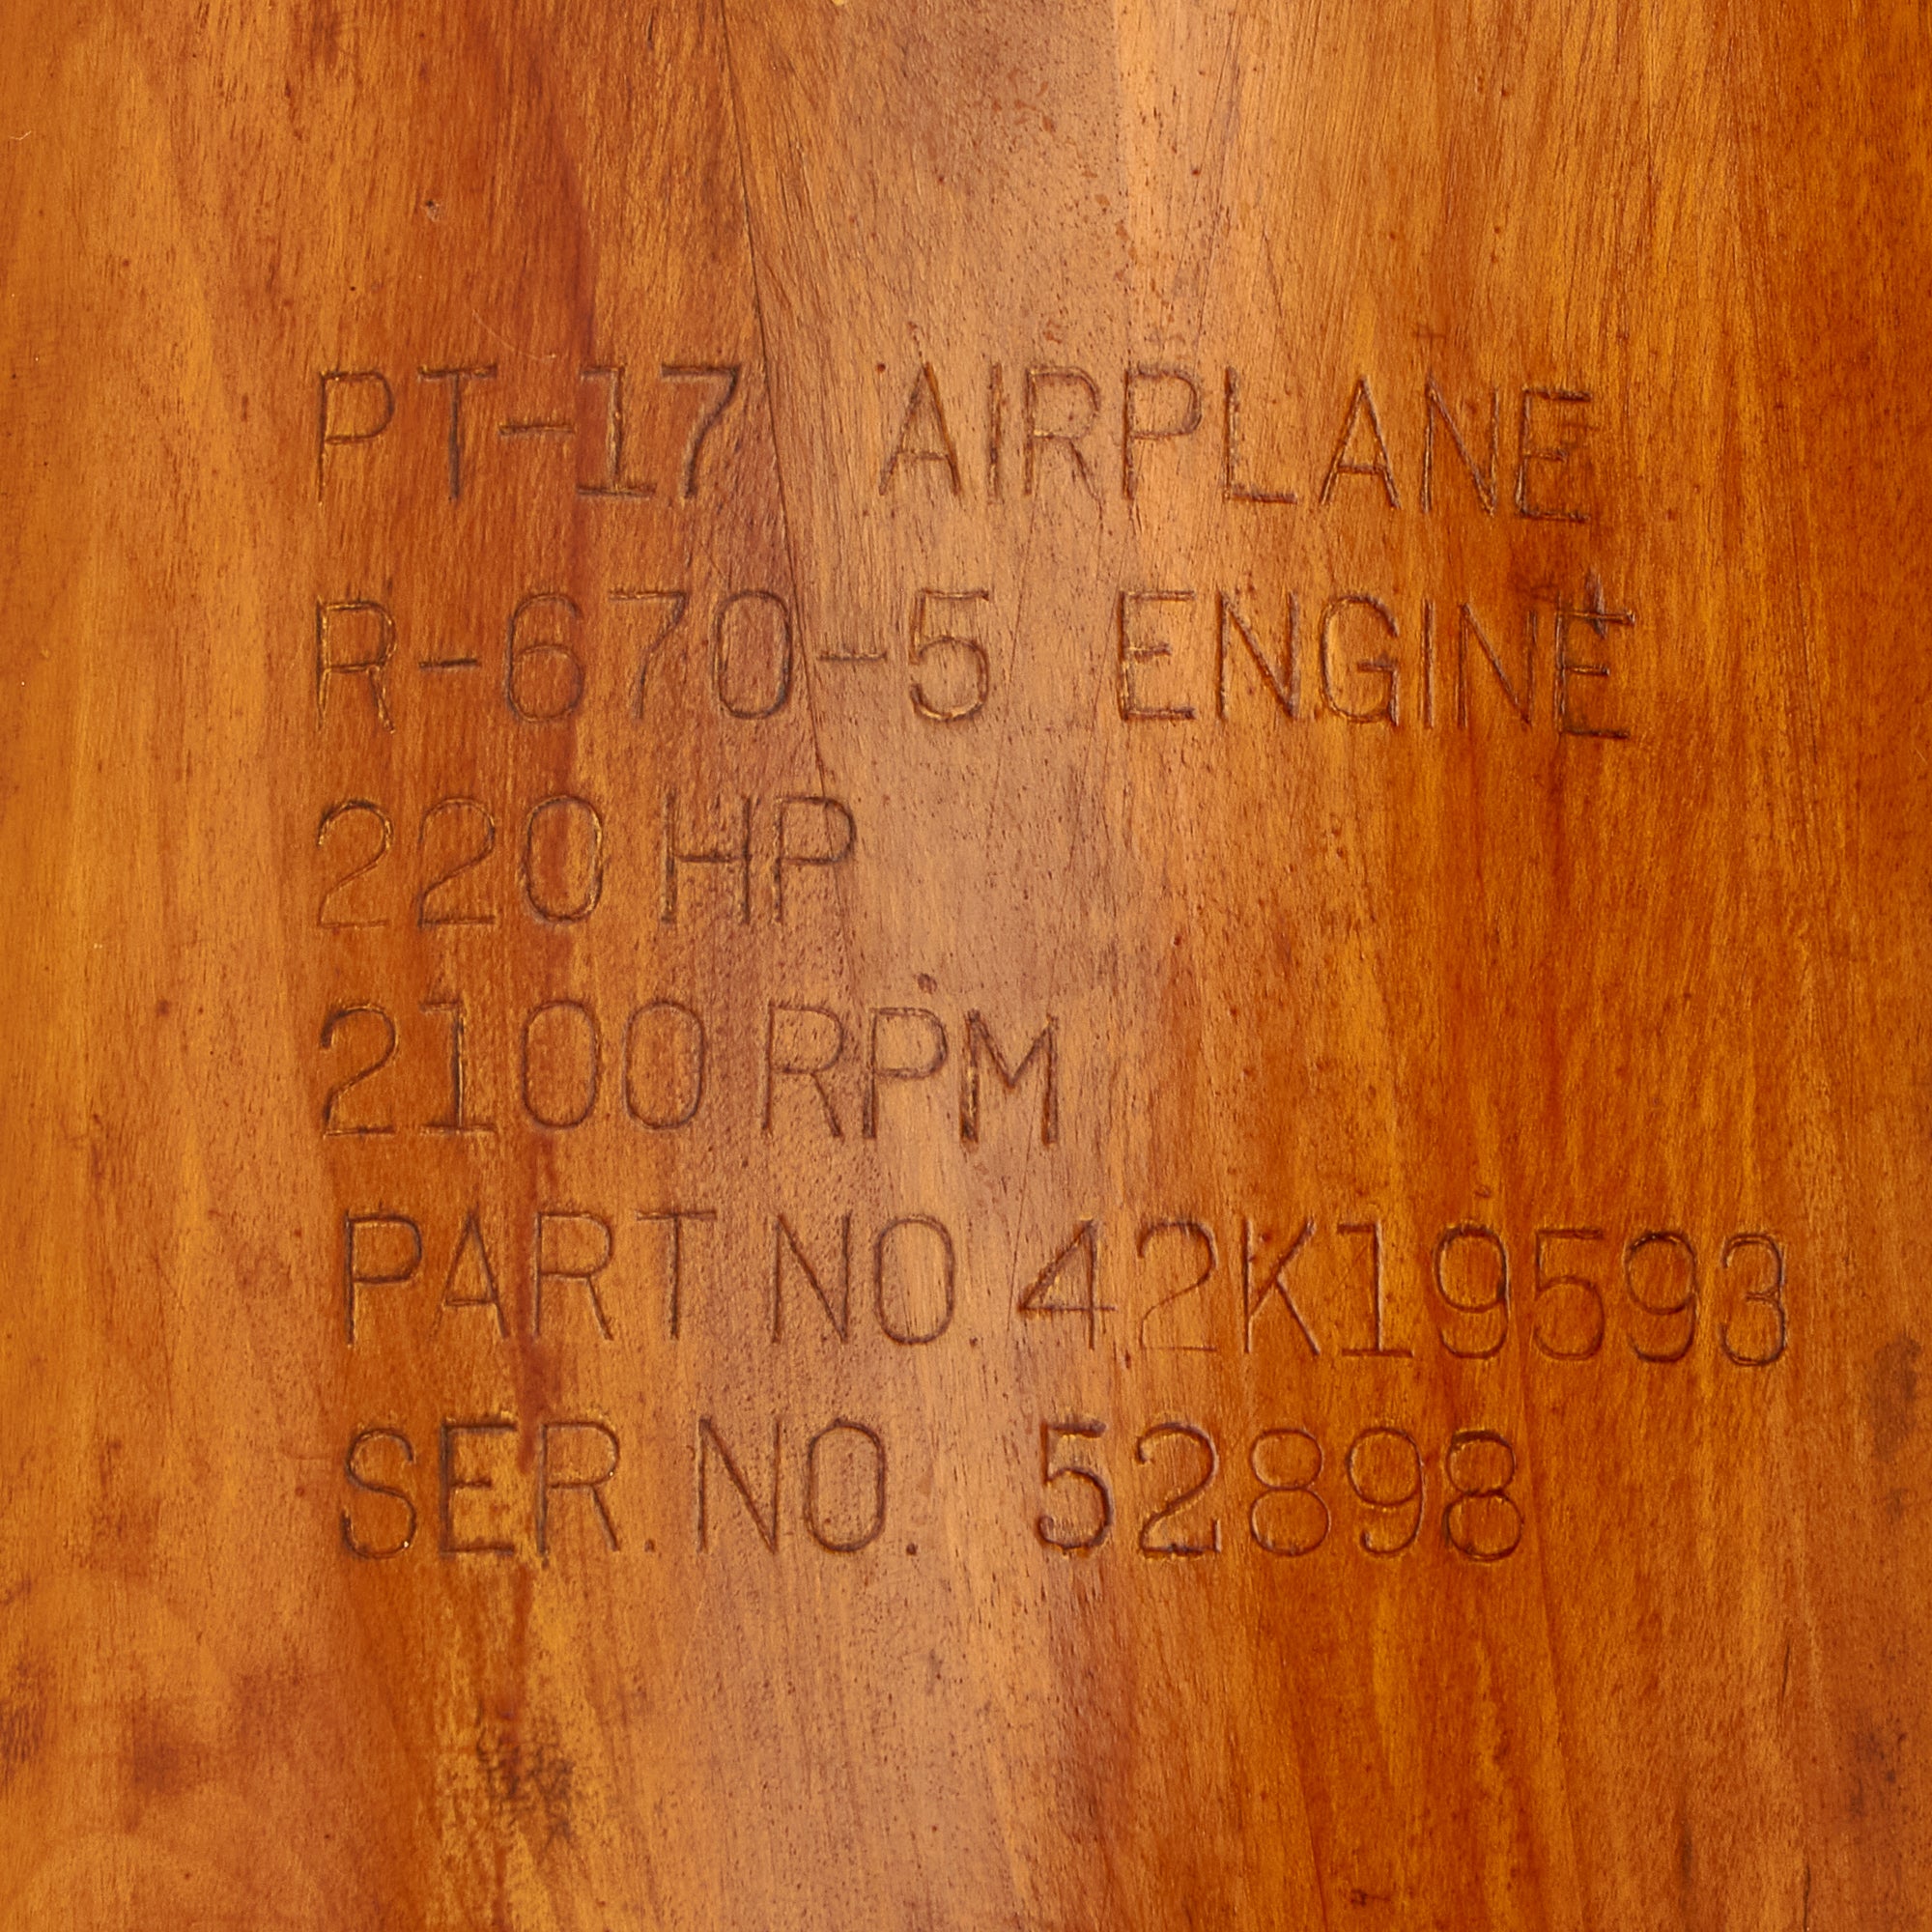 PT-17 AIRPLANE
R-670-5 ENGINE
220 HP
2100 RPM
PART NO 42K19593
SER. NO. 52898